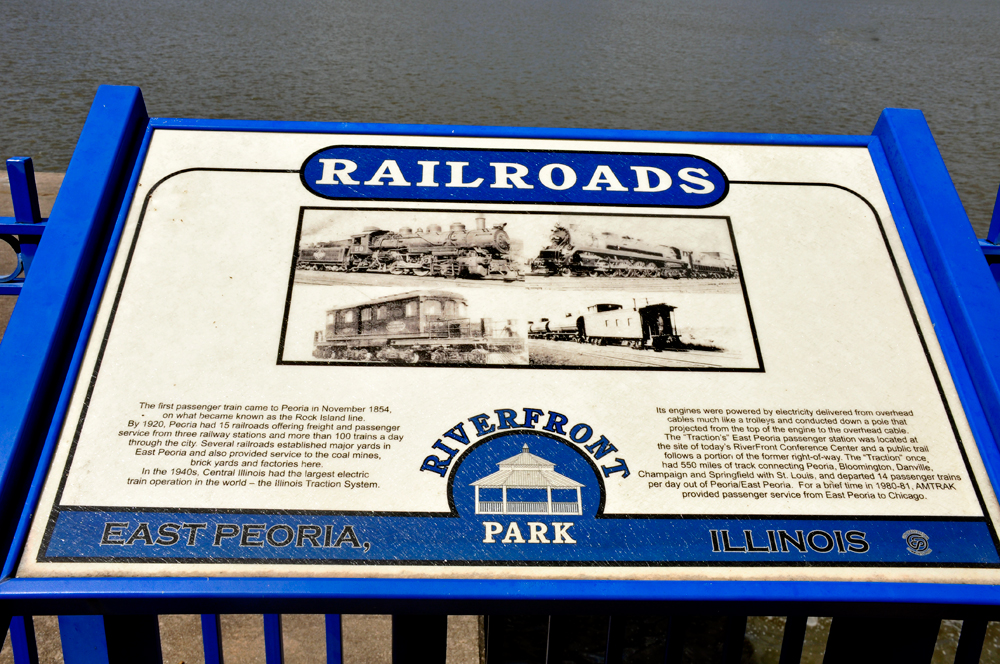 RAILROADS
The first passenger train came to Peoria in November 1854,
on what became known as the Rock Island line.
By 1920, Peoria had 15 railroads offering freight and passenger
service from three railway stations and more than 100 trains a day
through the city. Several railroads established major yards in
East Peoria and also provided service to the coal mines,
brick yards and factories here.
In the 1940s, Central Illinois had the largest electric
train operation in the world – the Illinois Traction System.
Its engines were powered by electricity delivered from overhead
cables much like a trolleys and conducted down a pole that
projected from the top of the engine to the overhead cable.
The "Traction's" East Peoria passenger station was located at
the site of today's RiverFront Conference Center and a public trail
follows a portion of the former right-of-way. The "Traction" once
had 550 miles of track connecting Peoria, Bloomington, Danville,
Champaign and Springfield with St. Louis, and departed 14 passenger trains
per day out of Peoria/East Peoria. For a brief time in 1980-81, AMTRAK
provided passenger service from East Peoria to Chicago.
RIVERFRONT
PARK
EAST PEORIA, ILLINOIS